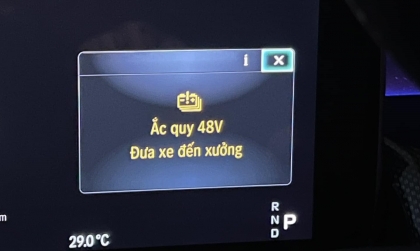 i X
Ắc quy 48V
Đưa xe đến xưởng
m
R
N P
D
29.0°C